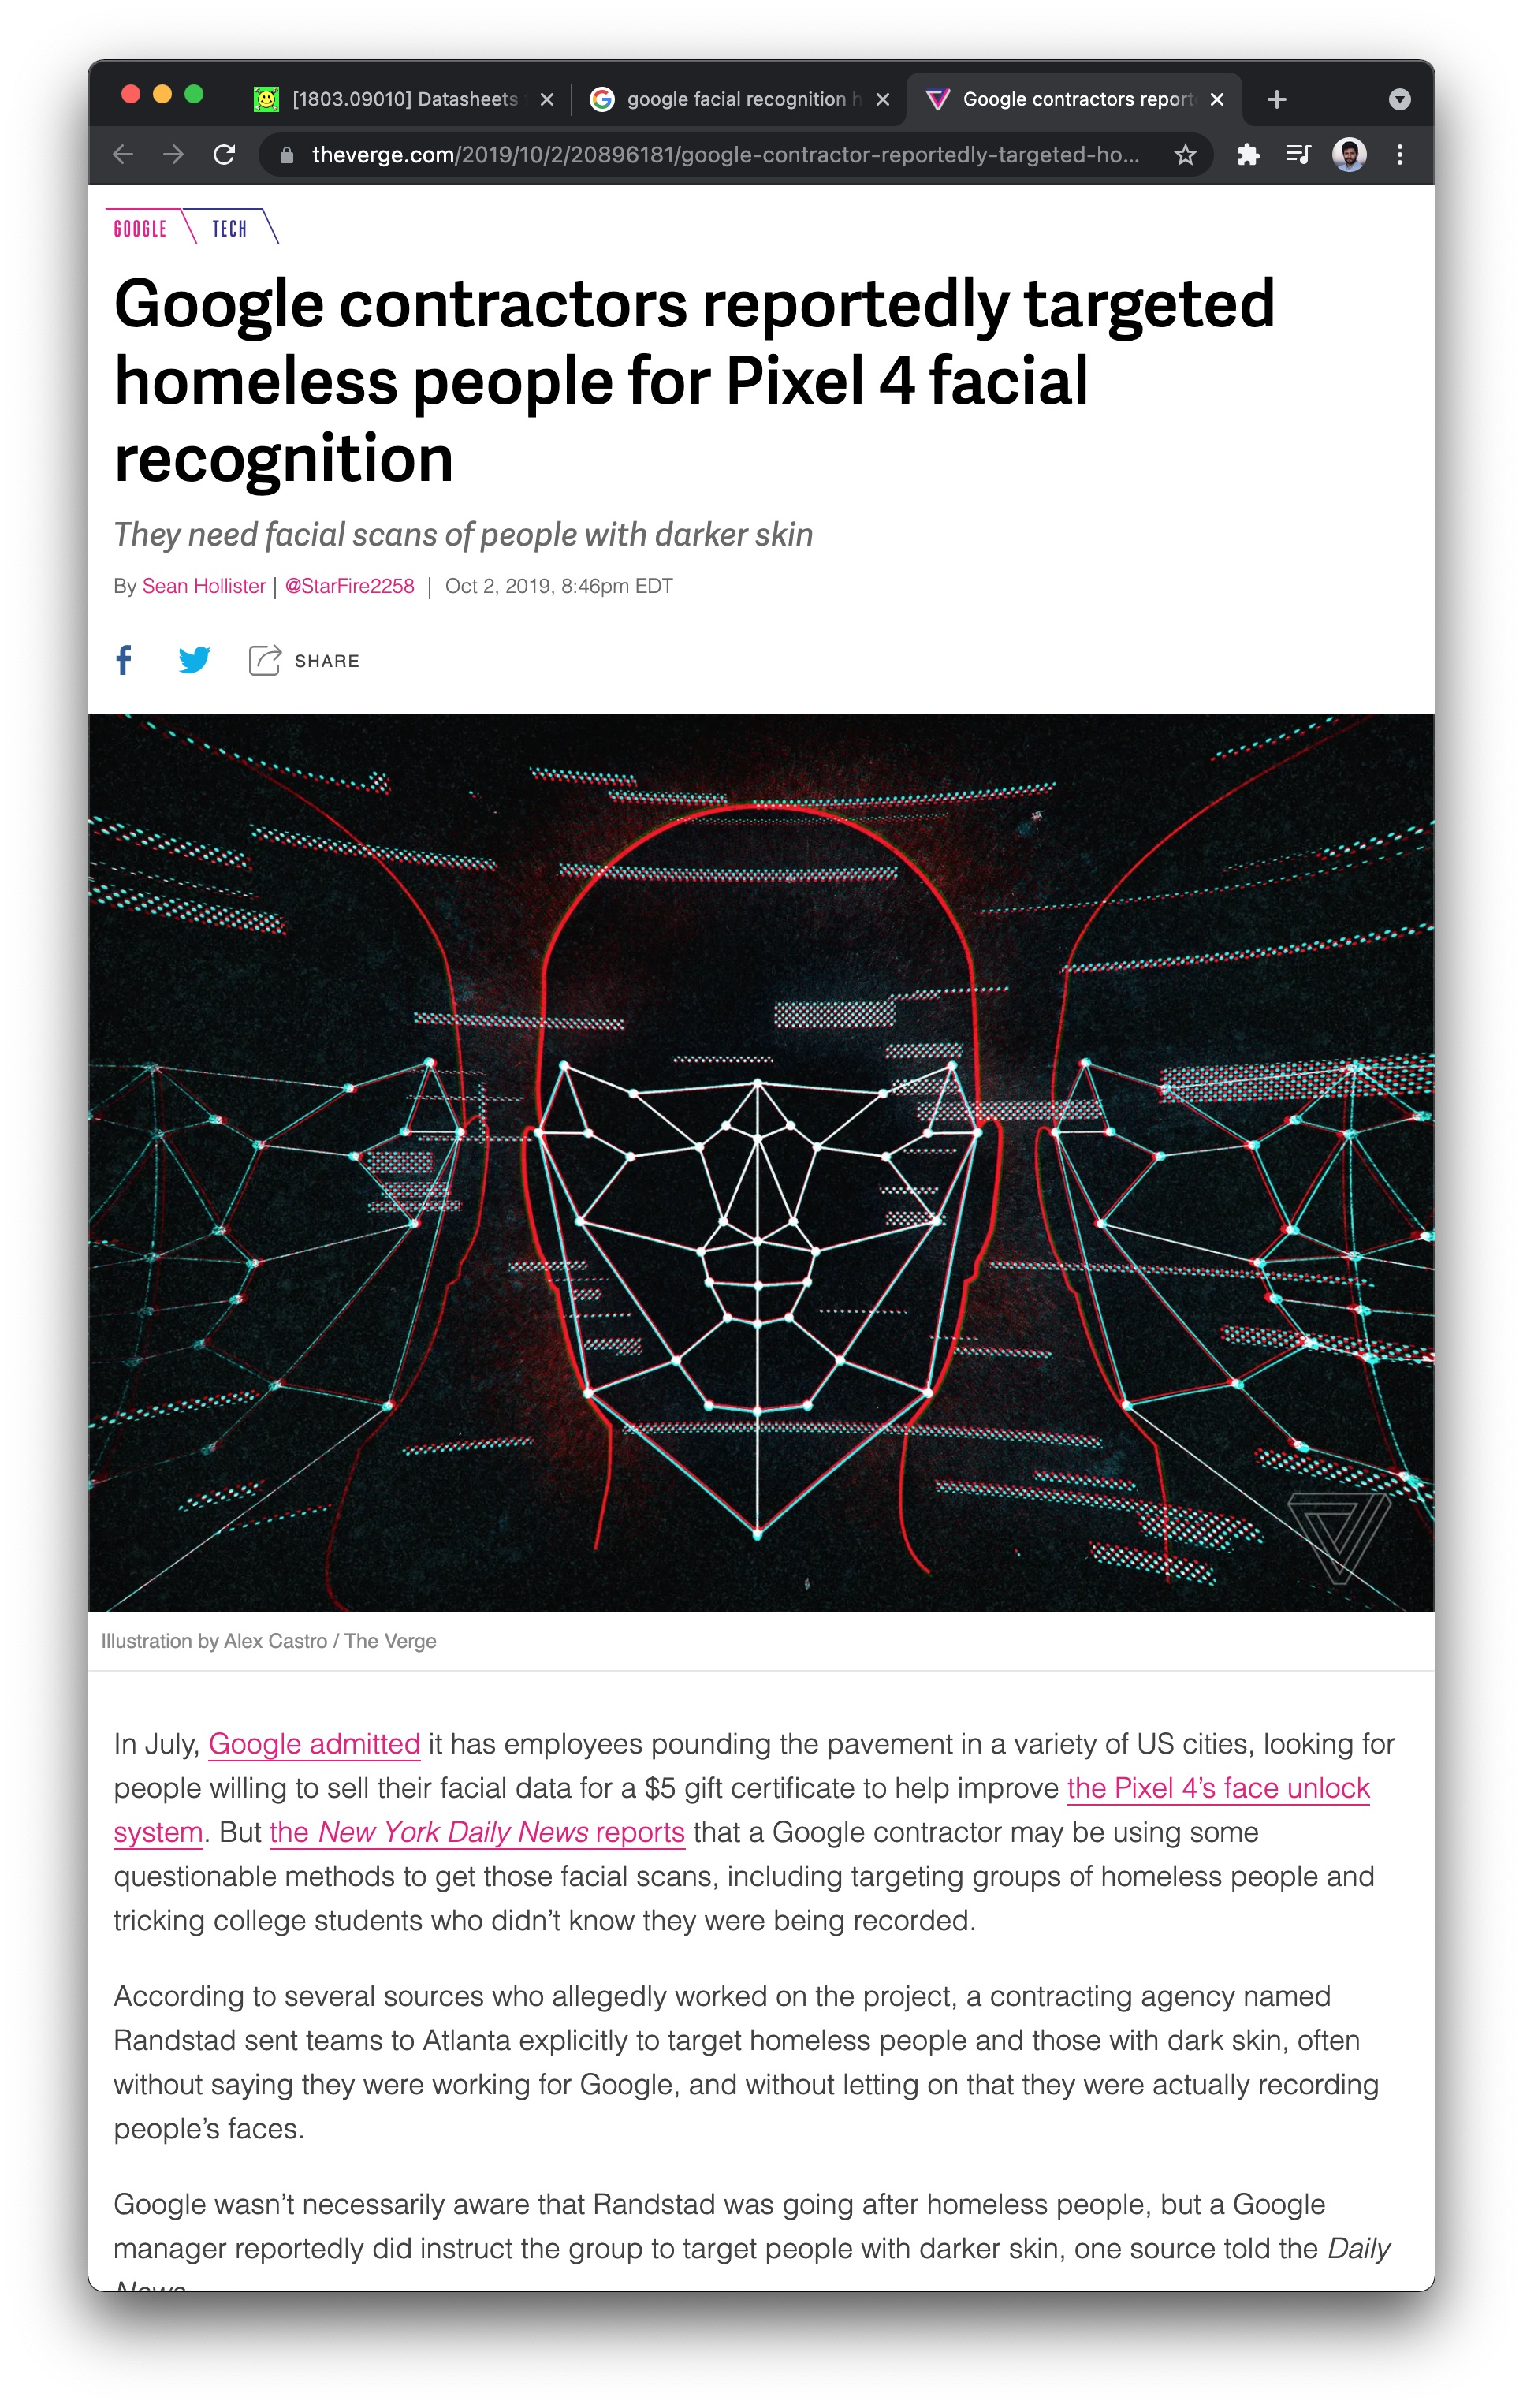 [1803.09010] Datasheets
google facial recognition h
Google contractors report
theverge.com/2019/10/2/20896181/google-contractor-reportedly-targeted-ho...
GOOGLE
TECH
Google contractors reportedly targeted
homeless people for Pixel 4 facial
recognition
They need facial scans of people with darker skin
By Sean Hollister | @StarFire2258 | Oct 2, 2019, 8:46pm EDT
SHARE
Illustration by Alex Castro / The Verge
In July, Google admitted it has employees pounding the pavement in a variety of US cities, looking for
people willing to sell their facial data for a $5 gift certificate to help improve the Pixel 4’s face unlock
system. But the New York Daily News reports that a Google contractor may be using some
questionable methods to get those facial scans, including targeting groups of homeless people and
tricking college students who didn’t know they were being recorded.
According to several sources who allegedly worked on the project, a contracting agency named
Randstad sent teams to Atlanta explicitly to target homeless people and those with dark skin, often
without saying they were working for Google, and without letting on that they were actually recording
people’s faces.
Google wasn’t necessarily aware that Randstad was going after homeless people, but a Google
manager reportedly did instruct the group to target people with darker skin, one source told the Daily
News